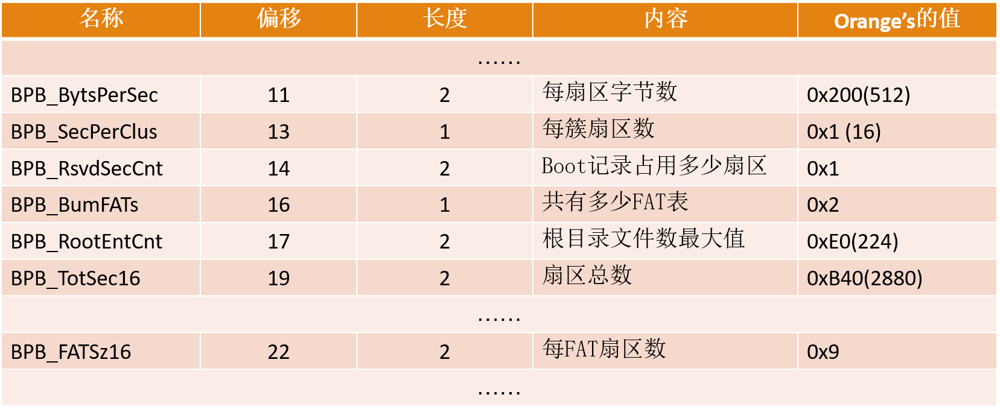 名称 偏移 长度 内容 Orange's的值
......
BPB_BytsPerSec 11 2 每扇区字节数 0x200(512)
BPB_SecPerClus 13 1 每簇扇区数 0x1 (16)
BPB_RsvdSecCnt 14 2 Boot记录占用多少扇区 0x1
BPB_BumFATs 16 1 共有多少FAT表 0x2
BPB_RootEntCnt 17 2 根目录文件数最大值 0xE0(224)
BPB_TotSec16 19 2 扇区总数 0xB40(2880)
......
BPB_FATSz16 22 2 每FAT扇区数 0x9
......